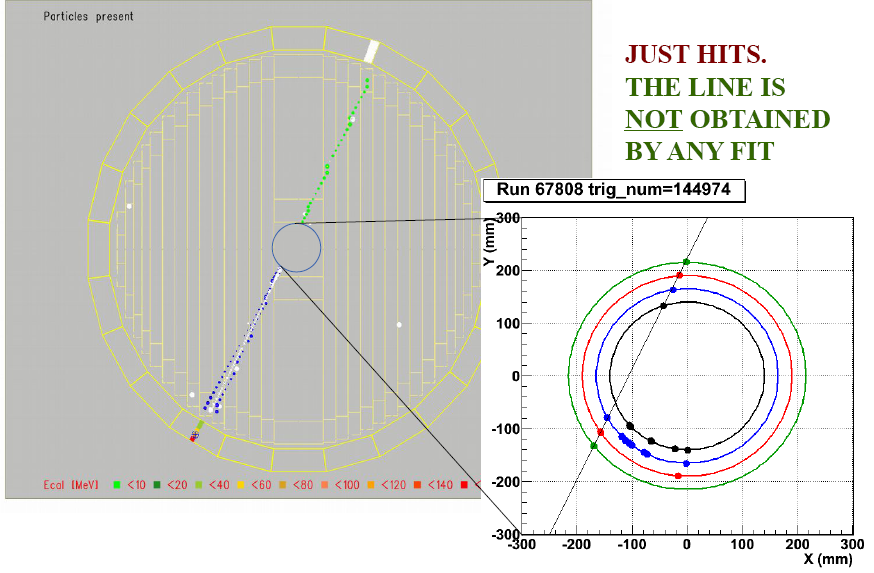 Particles present
JUST HITS.
THE LINE IS
NOT OBTAINED
BY ANY FIT
Run 67808 trig_num=144974
Y (mm)
300
200
100
0
-100
-200
-300
-300 -200 -100 0 100 200 300
X (mm)
Ecal [MeV] <10 <20 <40 <60 <80 <100 <120 <140 <